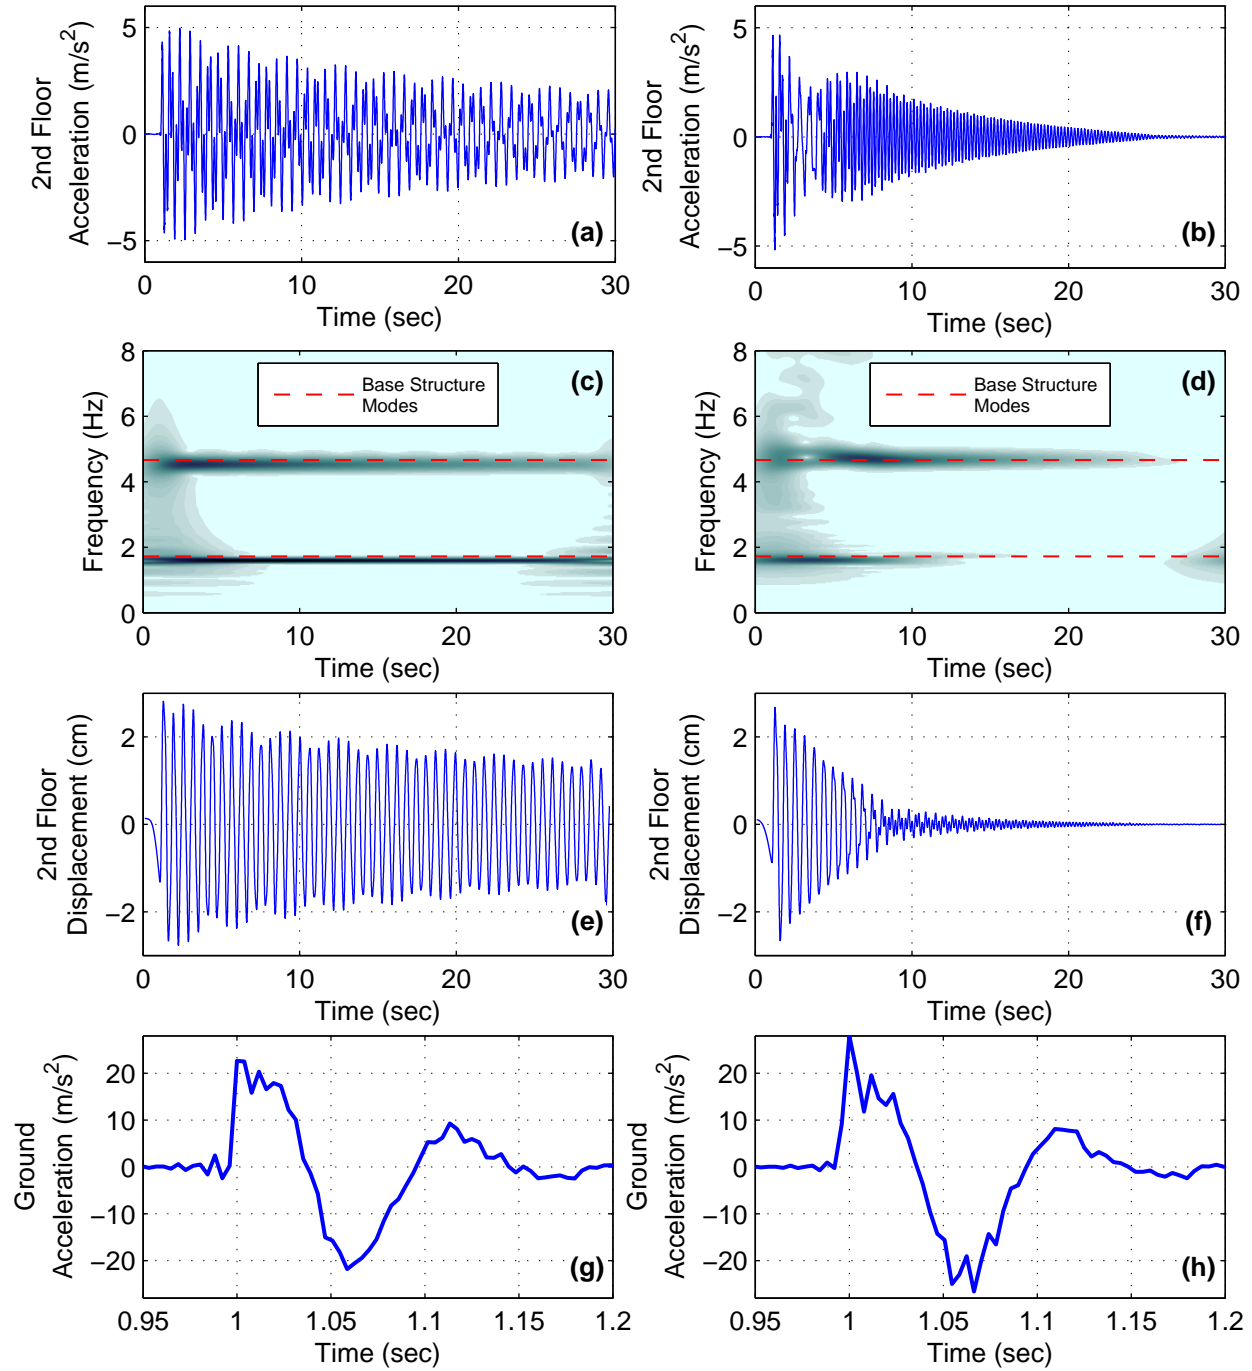 2nd Floor
Acceleration (m/s²)
5
0
−5
(a)
0 10 20 30
Time (sec)
2nd Floor
Acceleration (m/s²)
5
0
−5
(b)
0 10 20 30
Time (sec)
Frequency (Hz)
8
6
4
2
0
Base Structure
Modes
(c)
0 10 20 30
Time (sec)
Frequency (Hz)
8
6
4
2
0
Base Structure
Modes
(d)
0 10 20 30
Time (sec)
2nd Floor
Displacement (cm)
2
0
−2
(e)
0 10 20 30
Time (sec)
2nd Floor
Displacement (cm)
2
0
−2
(f)
0 10 20 30
Time (sec)
Ground
Acceleration (m/s²)
20
10
0
−10
−20
(g)
0.95 1 1.05 1.1 1.15 1.2
Time (sec)
Ground
Acceleration (m/s²)
20
10
0
−10
−20
(h)
0.95 1 1.05 1.1 1.15 1.2
Time (sec)